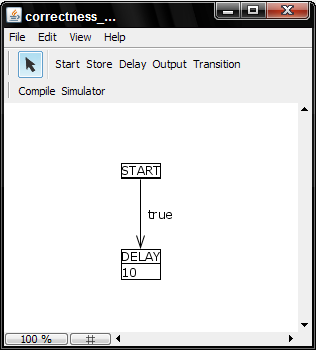 correctness_...
File Edit View Help
Start Store Delay Output Transition
Compile Simulator
START
true
DELAY
10
100 %